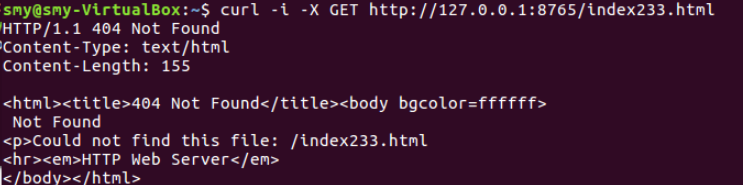 smy@smy-VirtualBox:~$ curl -i -X GET http://127.0.0.1:8765/index233.html
HTTP/1.1 404 Not Found
Content-Type: text/html
Content-Length: 155

<html><title>404 Not Found</title><body bgcolor=ffffff>
 Not Found
<p>Could not find this file: /index233.html
<hr><em>HTTP Web Server</em>
</body></html>